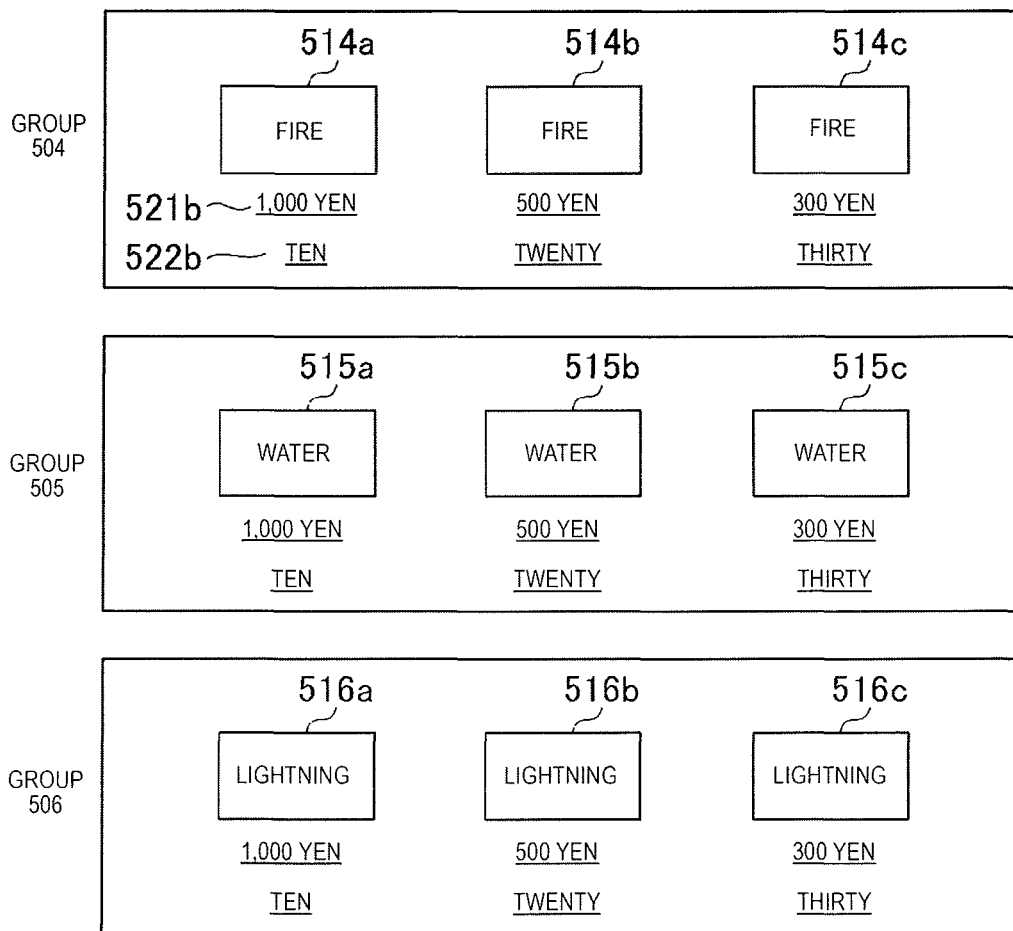 514a 514b 514c
GROUP
504
FIRE FIRE FIRE
521b 1,000 YEN 500 YEN 300 YEN
522b TEN TWENTY THIRTY
515a 515b 515c
GROUP
505
WATER WATER WATER
1,000 YEN 500 YEN 300 YEN
TEN TWENTY THIRTY
516a 516b 516c
GROUP
506
LIGHTNING LIGHTNING LIGHTNING
1,000 YEN 500 YEN 300 YEN
TEN TWENTY THIRTY